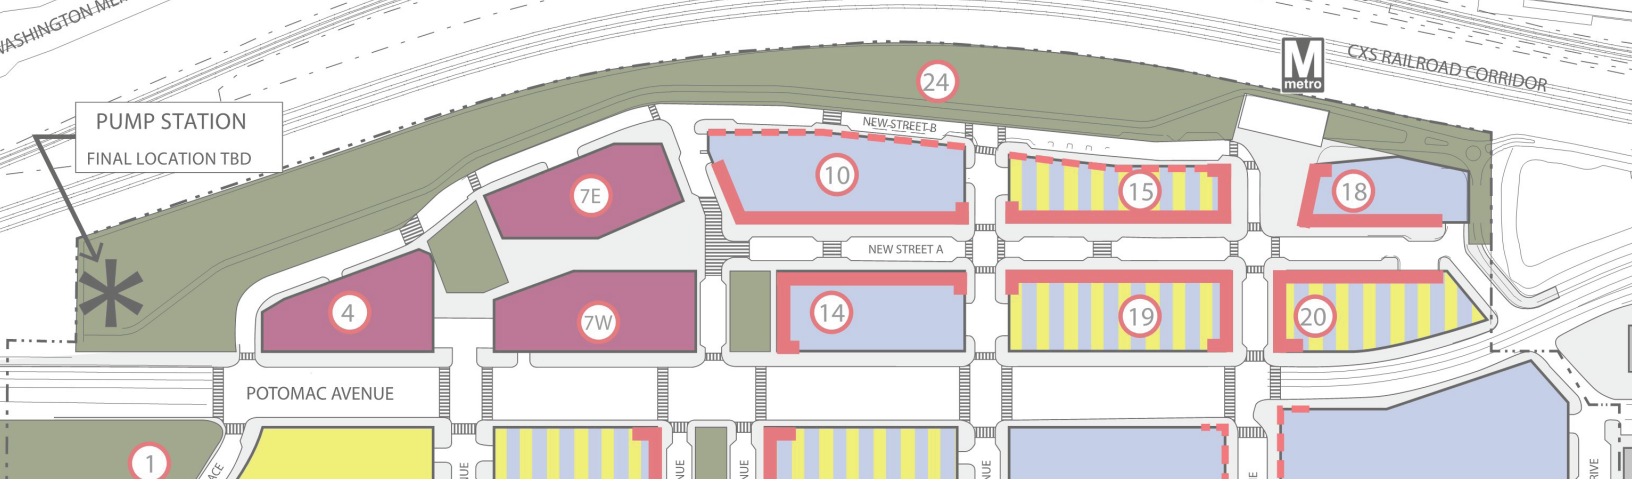 WASHINGTON
M
metro
CXS RAILROAD CORRIDOR
24
PUMP STATION
FINAL LOCATION TBD
NEW STREET B
7E
10
15
18
NEW STREET A
4
7W
14
19
20
POTOMAC AVENUE
1